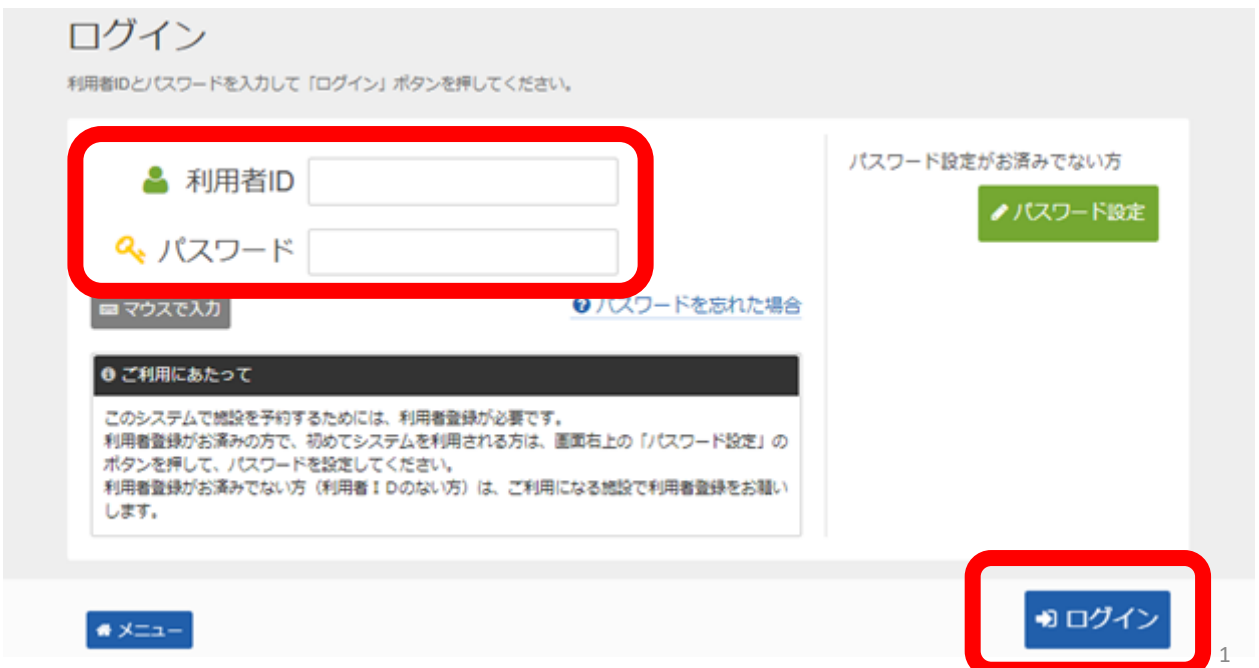 ログイン
利用者IDとパスワードを入力して「ログイン」ボタンを押してください。
利用者ID
パスワード
マウスで入力
パスワードを忘れた場合
パスワード設定がお済みでない方
パスワード設定
ご利用にあたって
このシステムで施設を予約するためには、利用者登録が必要です。
利用者登録がお済みの方で、初めてシステムを利用される方は、画面右上の「パスワード設定」の
ボタンを押して、パスワードを設定してください。
利用者登録がお済みでない方（利用者ＩＤのない方）は、ご利用になる施設で利用者登録をお願い
します。
メニュー
ログイン
1